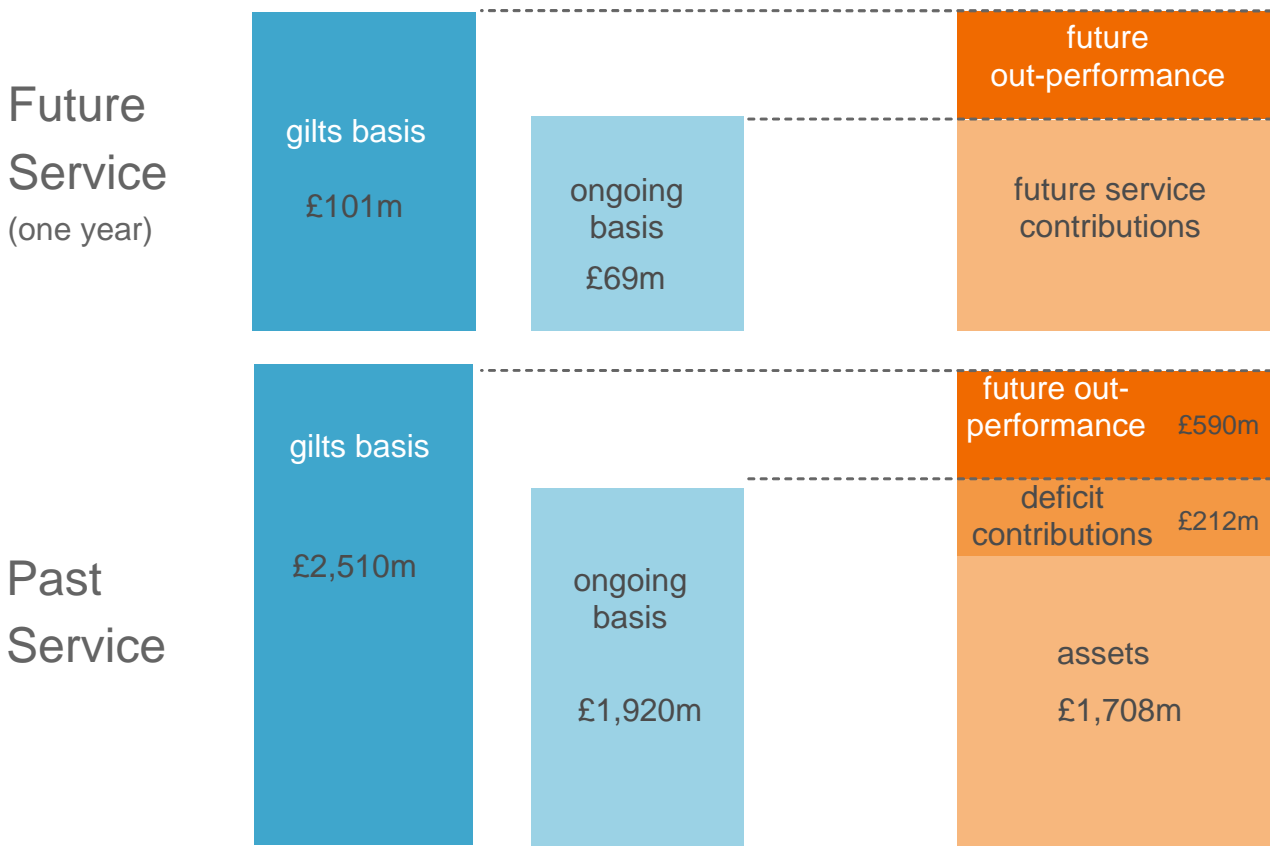 Future
Service
(one year)
gilts basis
£101m
ongoing
basis
£69m
future
out-performance
future service
contributions
Past
Service
gilts basis
£2,510m
ongoing
basis
£1,920m
future out-
performance £590m
deficit
contributions £212m
assets
£1,708m